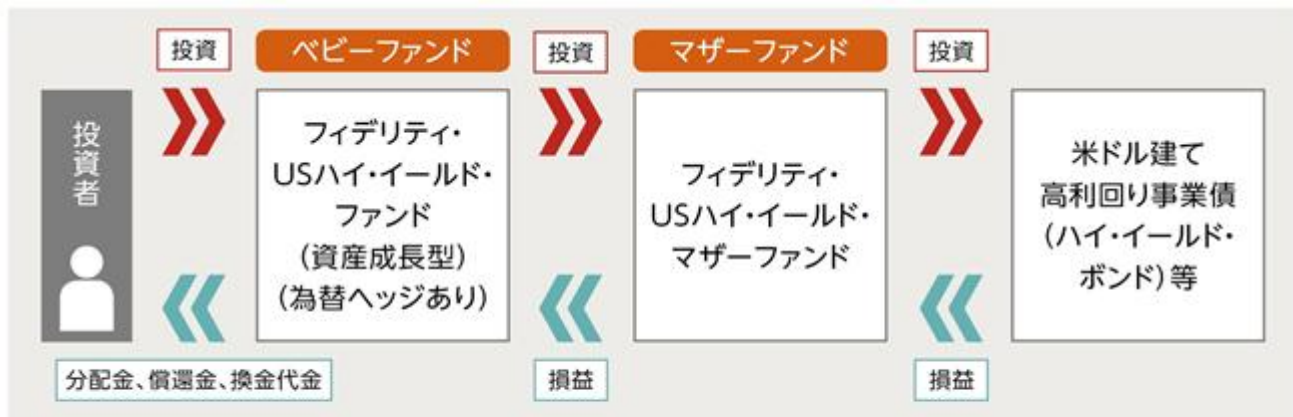 投資
ベビーファンド
投資
マザーファンド
投資
投資者
フィデリティ・
USハイ・イールド・
ファンド
（資産成長型）
（為替ヘッジあり）
フィデリティ・
USハイ・イールド・
マザーファンド
米ドル建て
高利回り事業債
（ハイ・イールド・
ボンド）等
分配金、償還金、換金代金
損益
損益